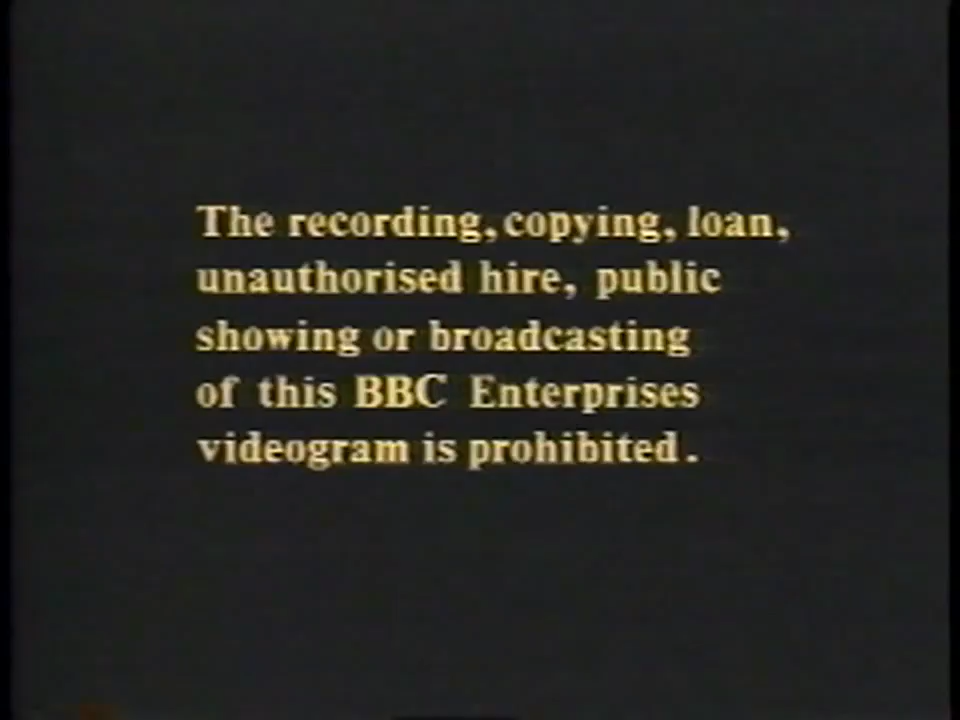 The recording, copying, loan,
unauthorised hire, public
showing or broadcasting
of this BBC Enterprises
videogram is prohibited.